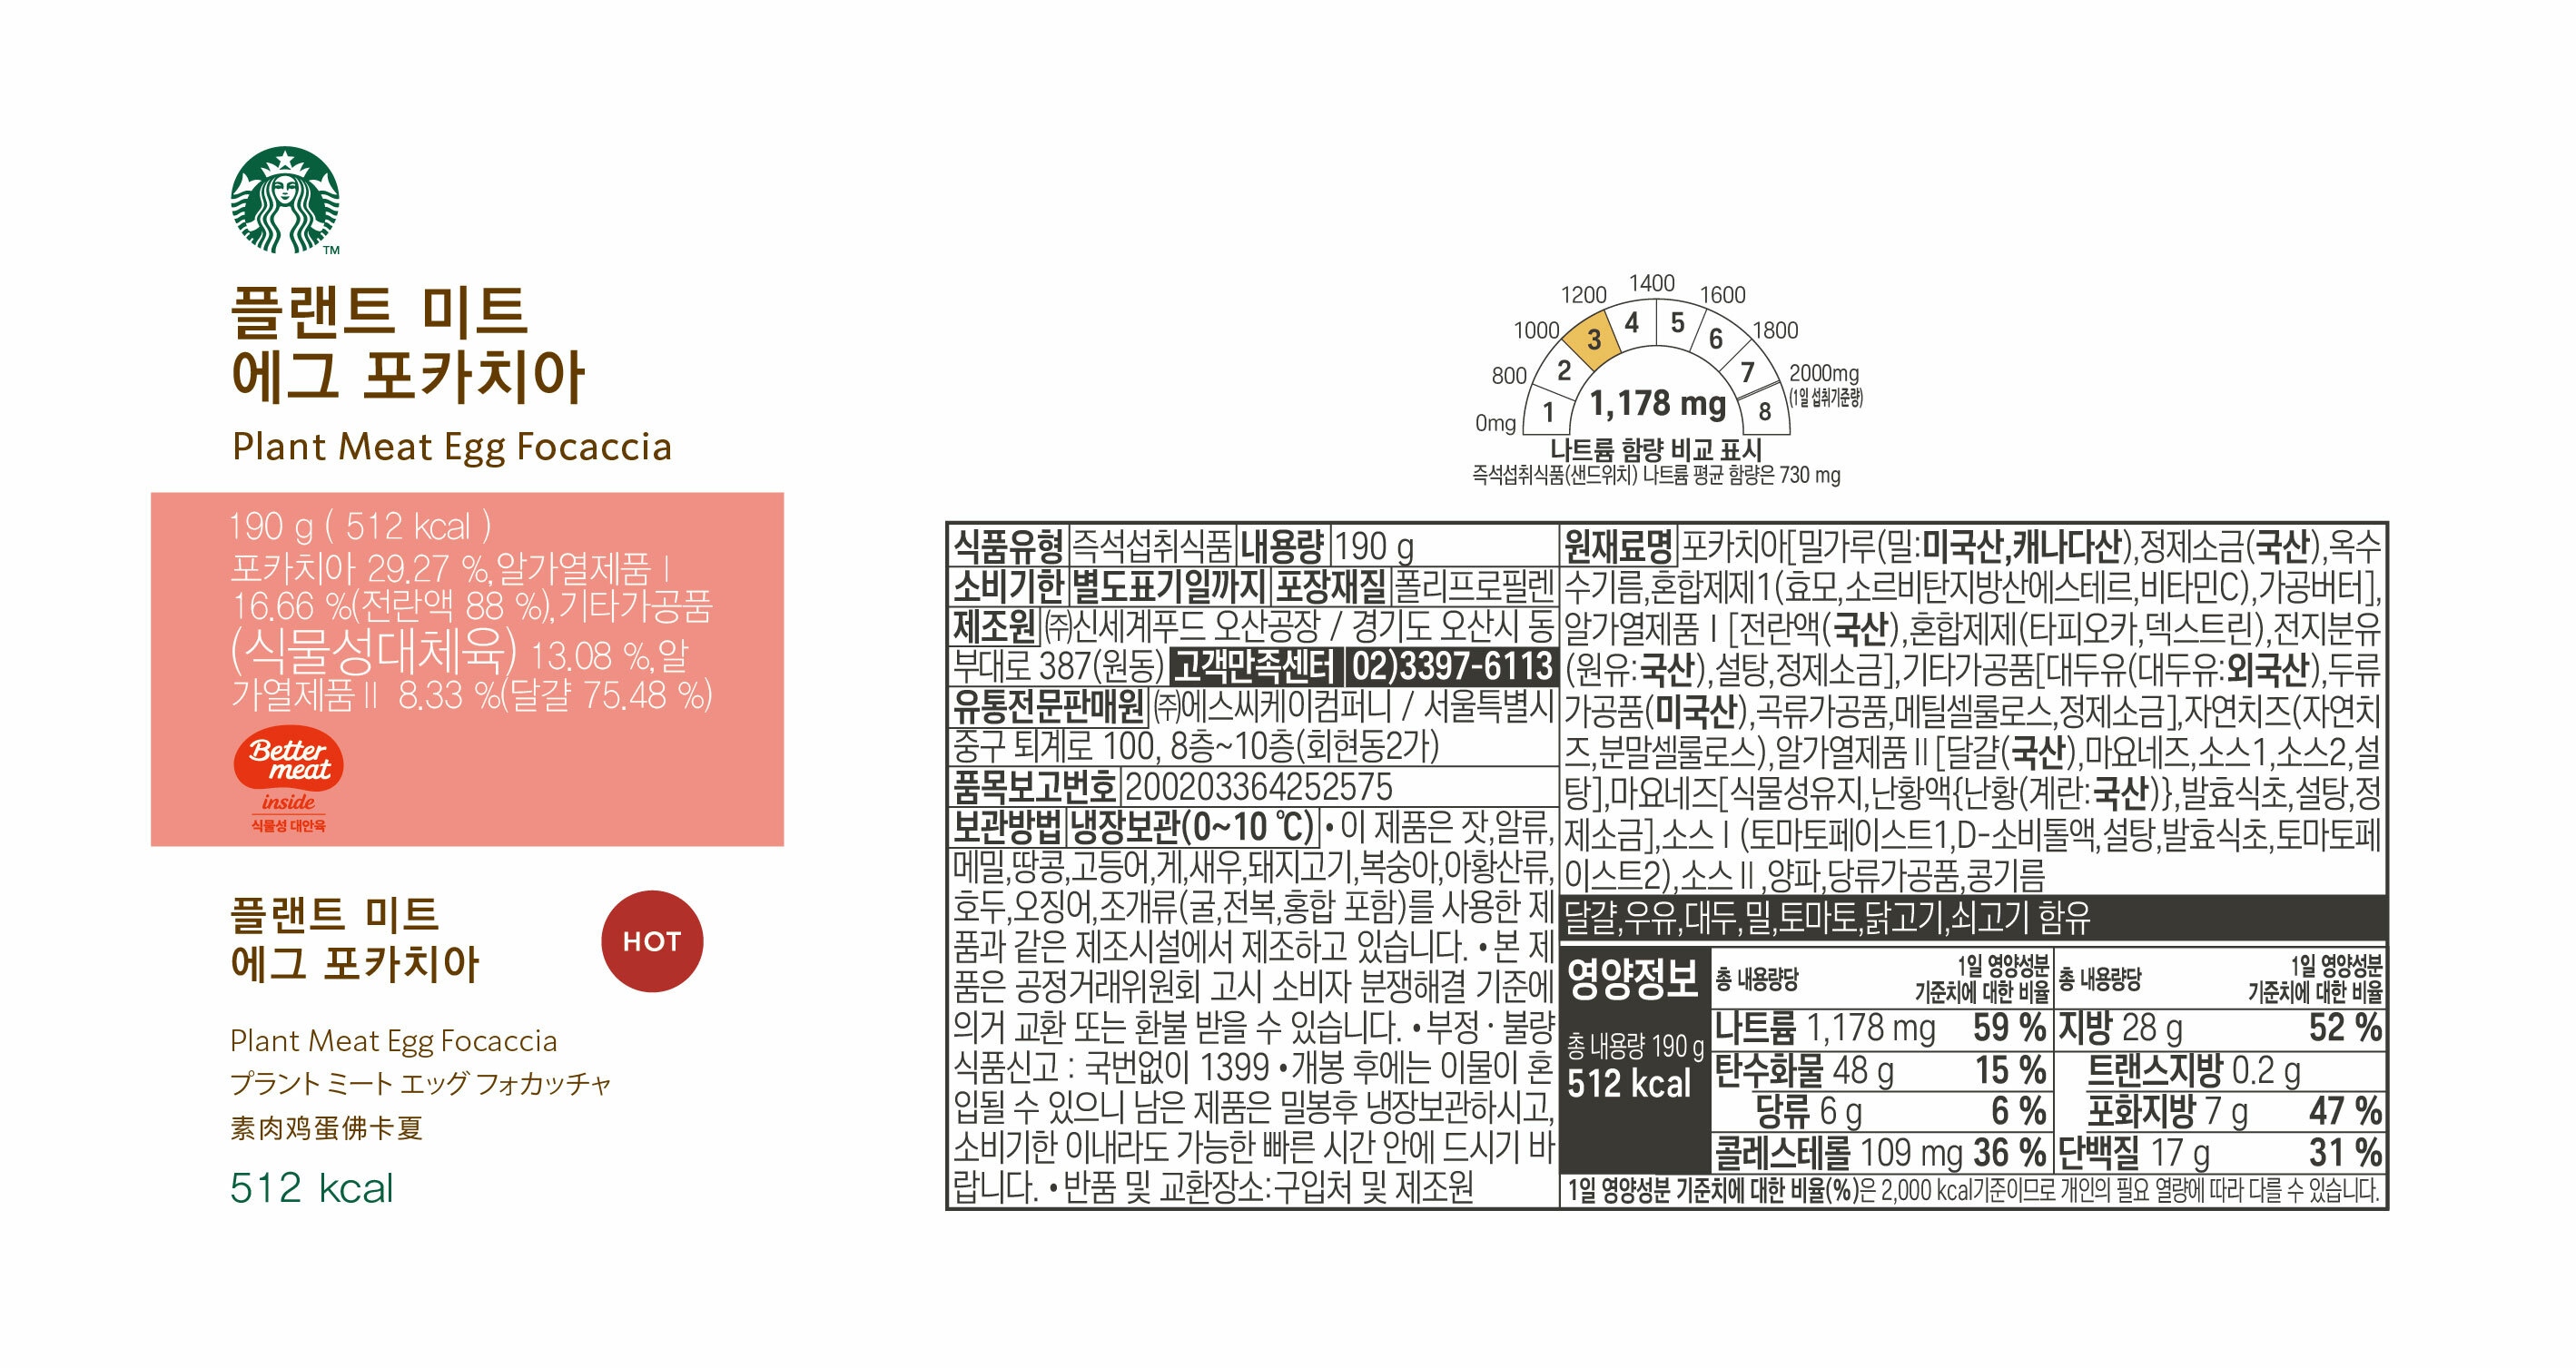 TM
플랜트 미트
에그 포카치아
Plant Meat Egg Focaccia
190 g ( 512 kcal )
포카치아 29.27 %,알가열제품Ⅰ
16.66 %(전란액 88 %),기타가공품
(식물성대체육) 13.08 %,알
가열제품Ⅱ 8.33 %(달걀 75.48 %)
Better
meat
inside
식물성 대안육
플랜트 미트
에그 포카치아
HOT
Plant Meat Egg Focaccia
プラント ミート エッグ フォカッチャ
素肉鸡蛋佛卡夏
512 kcal
0mg
800
1000
1200
1400
1600
1800
2000mg
(1일 섭취기준량)
1
2
3
4
5
6
7
8
1,178 mg
나트륨 함량 비교 표시
즉석섭취식품(샌드위치) 나트륨 평균 함량은 730 mg
식품유형 즉석섭취식품 내용량 190 g
소비기한 별도표기일까지 포장재질 폴리프로필렌
제조원 ㈜신세계푸드 오산공장 / 경기도 오산시 동
부대로 387(원동) 고객만족센터 02)3397-6113
유통전문판매원 ㈜에스씨케이컴퍼니 / 서울특별시
중구 퇴계로 100, 8층~10층(회현동2가)
품목보고번호 200203364252575
보관방법 냉장보관(0~10 ℃) •이 제품은 잣,알류,
메밀,땅콩,고등어,게,새우,돼지고기,복숭아,아황산류,
호두,오징어,조개류(굴,전복,홍합 포함)를 사용한 제
품과 같은 제조시설에서 제조하고 있습니다. •본 제
품은 공정거래위원회 고시 소비자 분쟁해결 기준에
의거 교환 또는 환불 받을 수 있습니다. •부정 · 불량
식품신고 : 국번없이 1399 •개봉 후에는 이물이 혼
입될 수 있으니 남은 제품은 밀봉후 냉장보관하시고,
소비기한 이내라도 가능한 빠른 시간 안에 드시기 바
랍니다. •반품 및 교환장소:구입처 및 제조원
원재료명 포카치아[밀가루(밀:미국산,캐나다산),정제소금(국산),옥수
수기름,혼합제제1(효모,소르비탄지방산에스테르,비타민C),가공버터],
알가열제품Ⅰ[전란액(국산),혼합제제(타피오카,덱스트린),전지분유
(원유:국산),설탕,정제소금],기타가공품[대두유(대두유:외국산),두류
가공품(미국산),곡류가공품,메틸셀룰로스,정제소금],자연치즈(자연치
즈,분말셀룰로스),알가열제품Ⅱ[달걀(국산),마요네즈,소스1,소스2,설
탕],마요네즈[식물성유지,난황액{난황(계란:국산)},발효식초,설탕,정
제소금],소스Ⅰ(토마토페이스트1,D-소비톨액,설탕,발효식초,토마토페
이스트2),소스Ⅱ,양파,당류가공품,콩기름
달걀,우유,대두,밀,토마토,닭고기,쇠고기 함유
영양정보
총 내용량 190 g
512 kcal
총 내용량당 1일 영양성분 기준치에 대한 비율 총 내용량당 1일 영양성분 기준치에 대한 비율
나트륨 1,178 mg 59 % 지방 28 g 52 %
탄수화물 48 g 15 % 트랜스지방 0.2 g
당류 6 g 6 % 포화지방 7 g 47 %
콜레스테롤 109 mg 36 % 단백질 17 g 31 %
1일 영양성분 기준치에 대한 비율(%)은 2,000 kcal기준이므로 개인의 필요 열량에 따라 다를 수 있습니다.